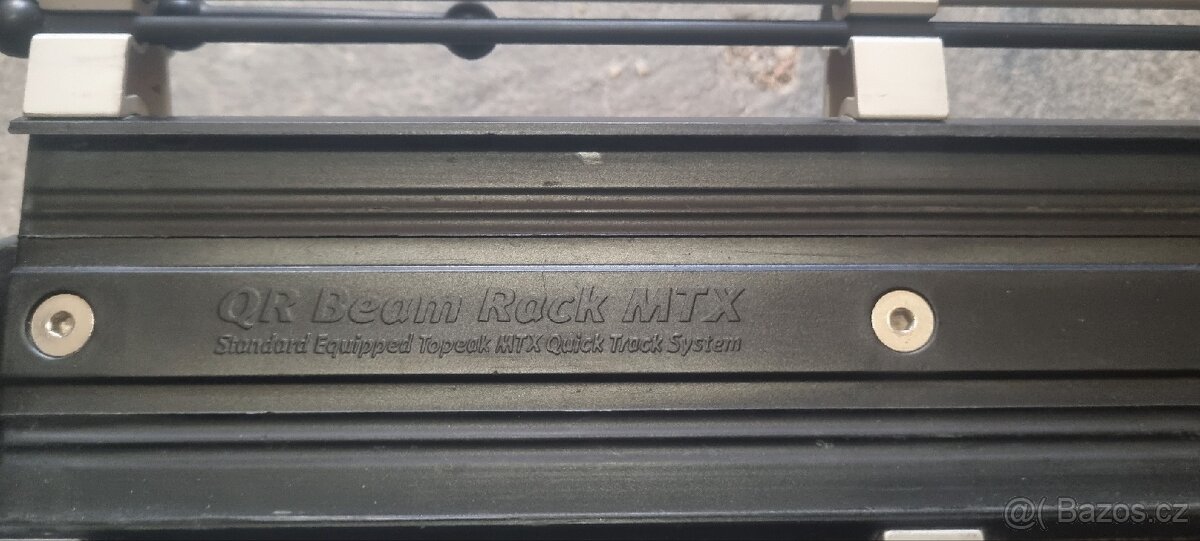 QR Beam Rack MTX
Standard Equipped Topeak MTX Quick Track System
@( Bazos.cz